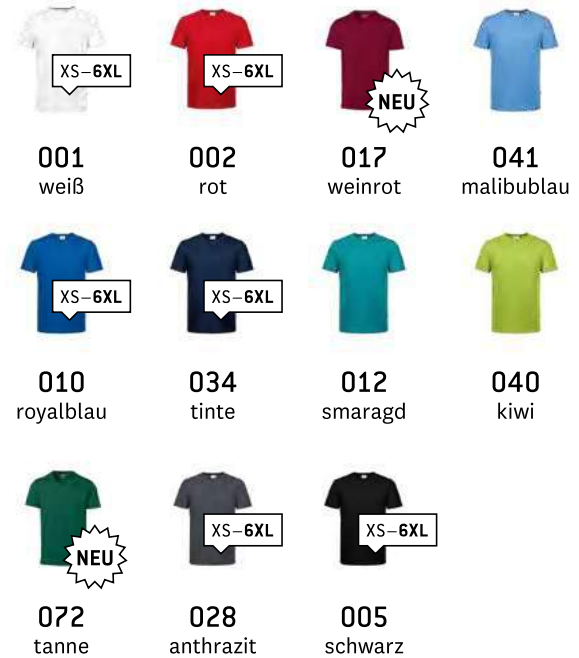 XS–6XL
XS–6XL
NEU
001
weiß
002
rot
017
weinrot
041
malibublau
XS–6XL
XS–6XL
010
royalblau
034
tinte
012
smaragd
040
kiwi
NEU
XS–6XL
XS–6XL
072
tanne
028
anthrazit
005
schwarz